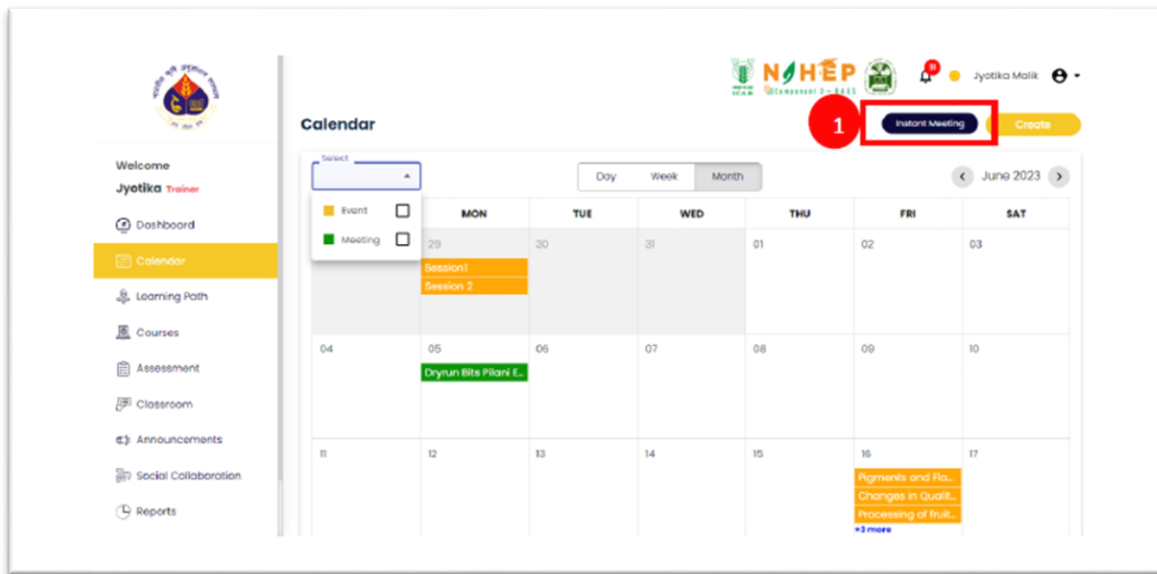 NAHEP
ICAR
Component 2 - RAES
Jyotika Malik
Calendar
1
Instant Meeting
Create
Welcome
Jyotika Trainer
Dashboard
Calendar
Learning Path
Courses
Assessment
Classroom
Announcements
Social Collaboration
Reports
Select
Event
Meeting
Day Week Month
June 2023
MON TUE WED THU FRI SAT
29 30 31 01 02 03
Session1
Session 2
04 05 06 07 08 09 10
Dryrun Bits Pilani E...
11 12 13 14 15 16 17
Pigments and Fla...
Changes in Qualit...
Processing of fruit...
+3 more